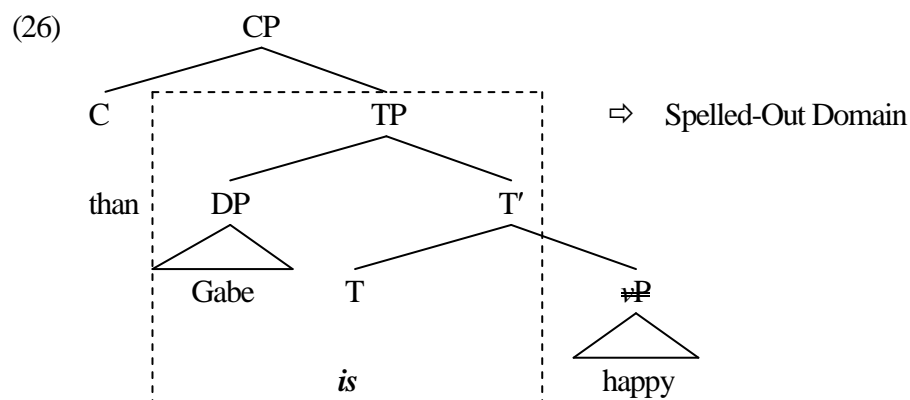 (26) CP
C TP ⇨ Spelled-Out Domain
than DP T′
Gabe T vP
is happy